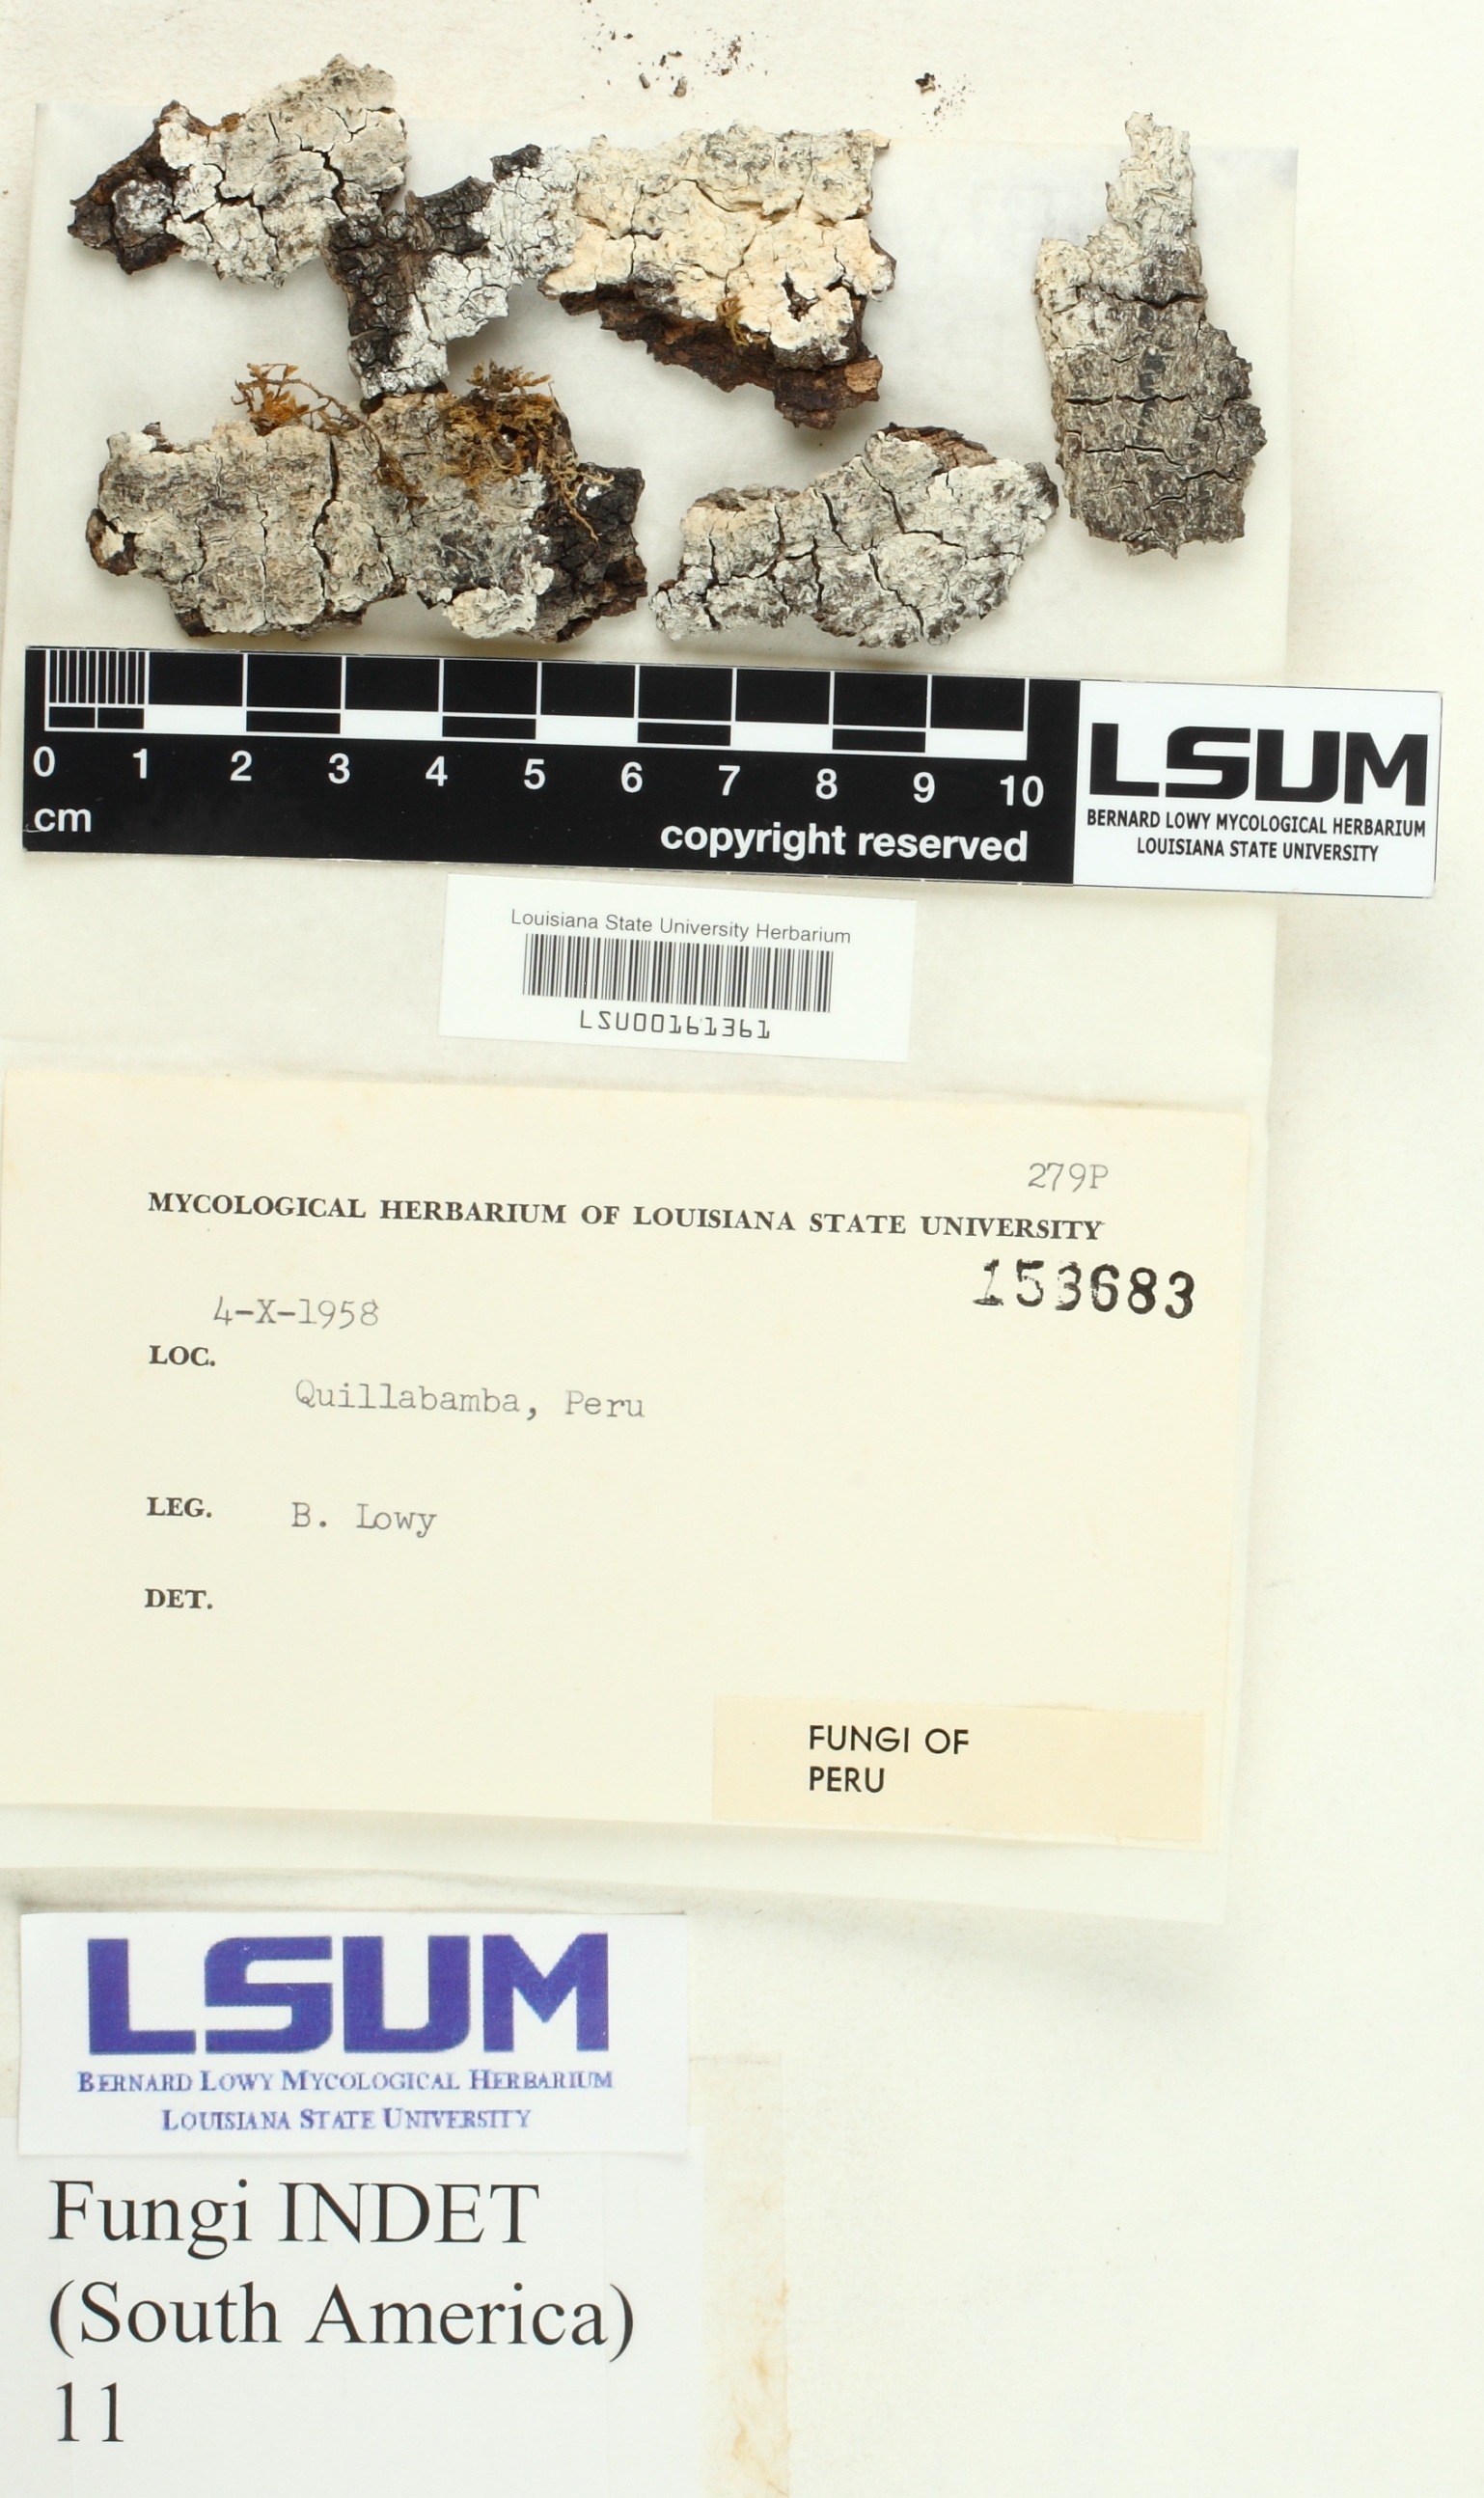 0 1 2 3 4 5 6 7 8 9 10
cm
copyright reserved
LSUM
BERNARD LOWY MYCOLOGICAL HERBARIUM
LOUISIANA STATE UNIVERSITY
Louisiana State University Herbarium
LSU00161361
279P
MYCOLOGICAL HERBARIUM OF LOUISIANA STATE UNIVERSITY
153683
4-X-1958
LOC.
Quillabamba, Peru
LEG. B. Lowy
DET.
FUNGI OF
PERU
LSUM
BERNARD LOWY MYCOLOGICAL HERBARIUM
LOUISIANA STATE UNIVERSITY
Fungi INDET
(South America)
11